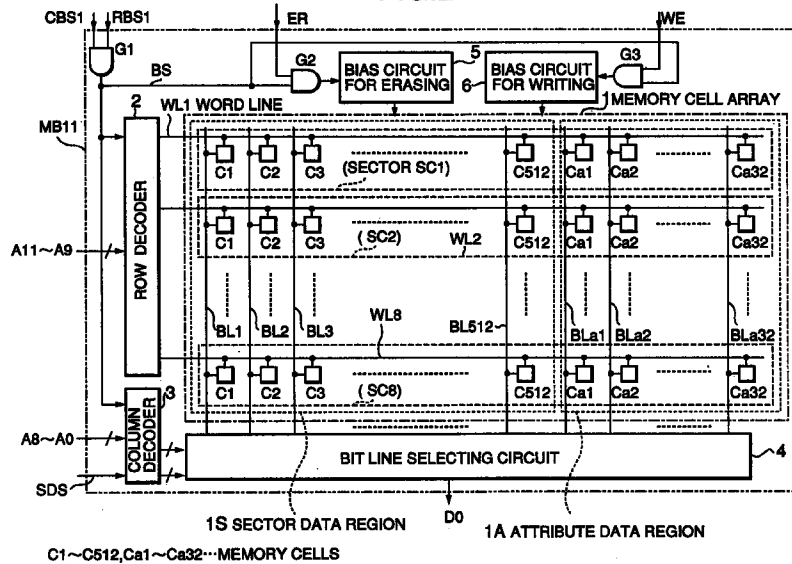 CBS1 RBS1 ER WE
G1 G2 5 G3
BS BIAS CIRCUIT FOR ERASING 6 BIAS CIRCUIT FOR WRITING
2 WL1 WORD LINE 1 MEMORY CELL ARRAY
MB11
C1 C2 C3 C512 Ca1 Ca2 Ca32
(SECTOR SC1)
ROW DECODER
C1 C2 C3 (SC2) C512 Ca1 Ca2 Ca32
A11~A9 WL2
BL1 BL2 BL3 WL8 BL512 BLa1 BLa2 BLa32
C1 C2 C3 C512 Ca1 Ca2 Ca32
3 (SC8)
A8~A0 COLUMN DECODER
BIT LINE SELECTING CIRCUIT 4
SDS
1S SECTOR DATA REGION D0 1A ATTRIBUTE DATA REGION
C1~C512,Ca1~Ca32···MEMORY CELLS